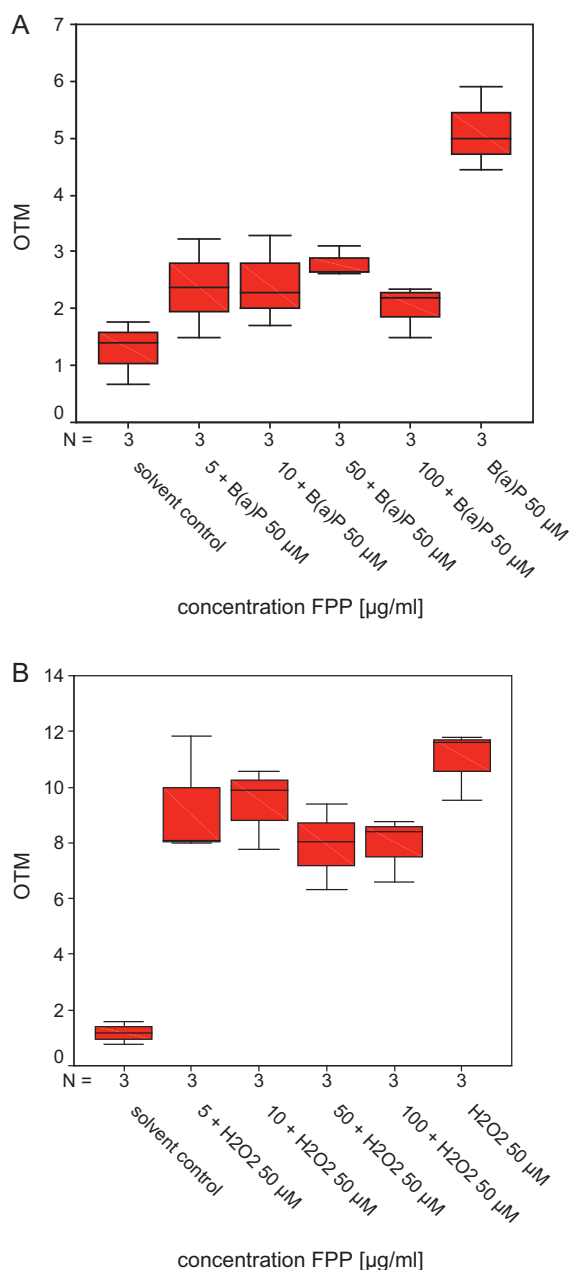 A
7
6
5
4
3
2
1
0
OTM
N = 3 3 3 3 3 3
solvent control
5 + B(a)P 50 µM
10 + B(a)P 50 µM
50 + B(a)P 50 µM
100 + B(a)P 50 µM
B(a)P 50 µM
concentration FPP [µg/ml]
B
14
12
10
8
6
4
2
0
OTM
N = 3 3 3 3 3 3
solvent control
5 + H2O2 50 µM
10 + H2O2 50 µM
50 + H2O2 50 µM
100 + H2O2 50 µM
H2O2 50 µM
concentration FPP [µg/ml]